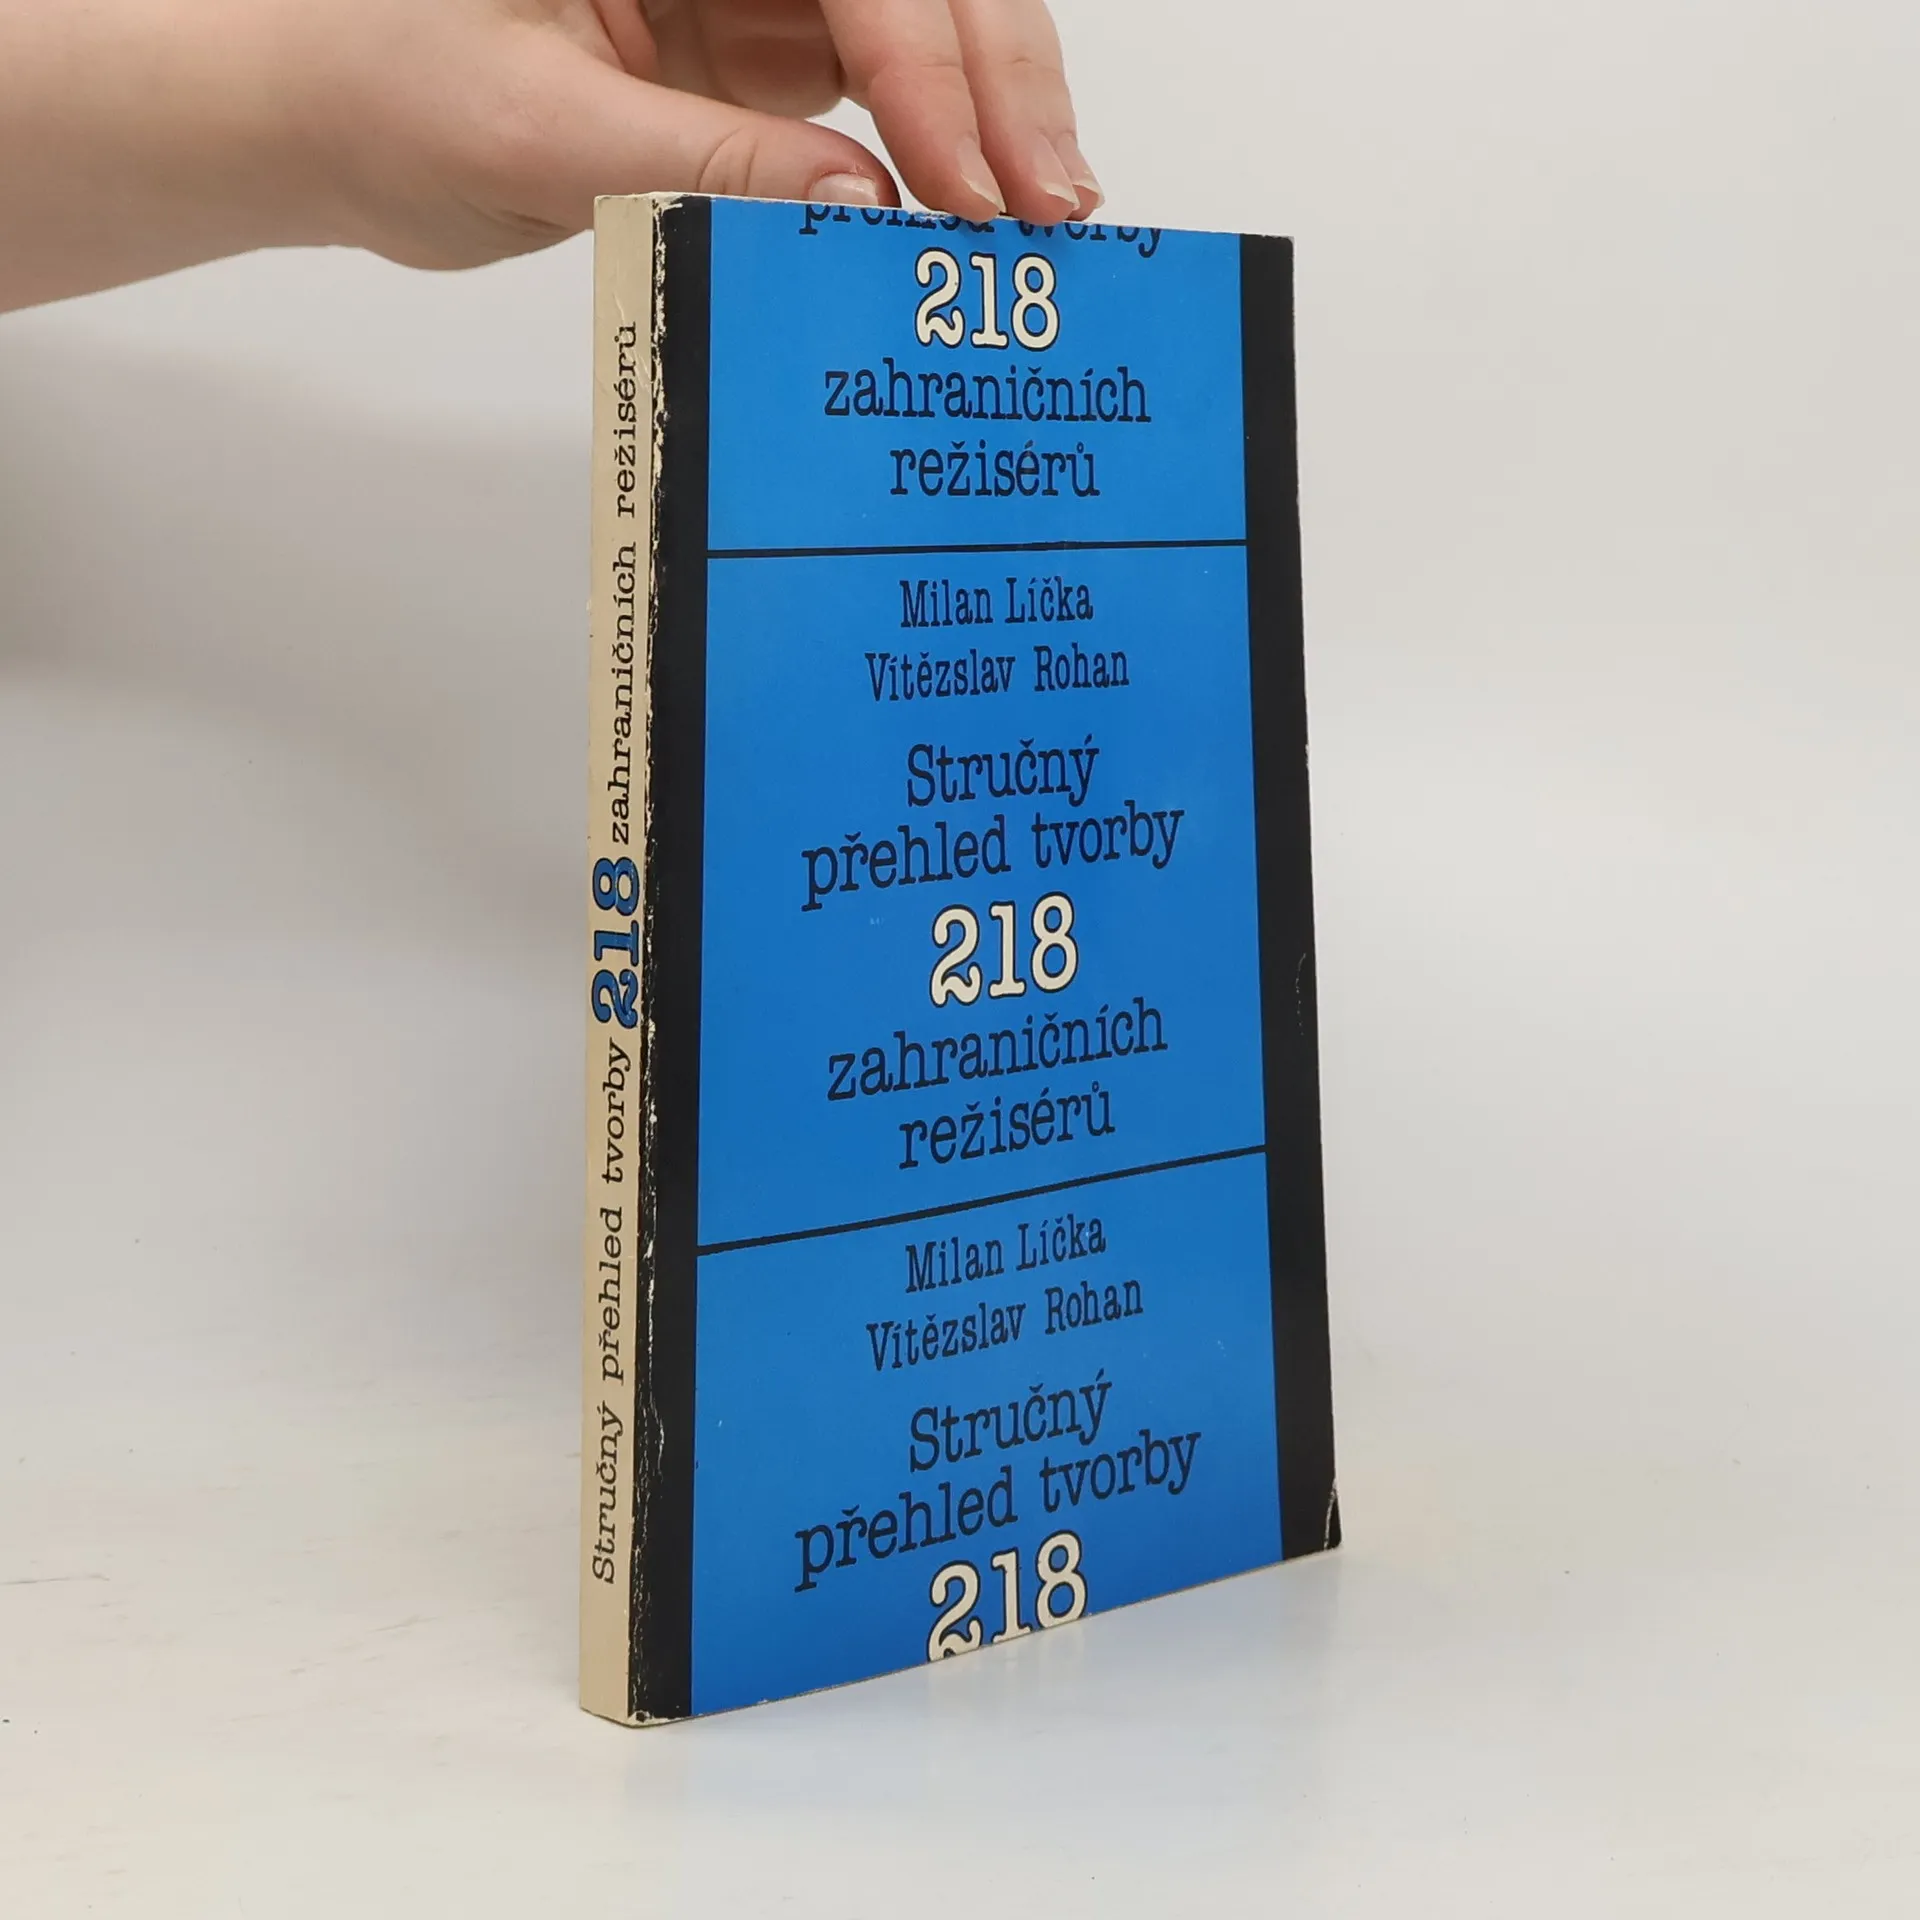 Stručný přehled tvorby 218 zahraničních režisérů
přehled tvorby
218
zahraničních
režisérů
Milan Líčka
Vítězslav Rohan
Stručný
přehled tvorby
218
zahraničních
režisérů
Milan Líčka
Vítězslav Rohan
Stručný
přehled tvorby
218